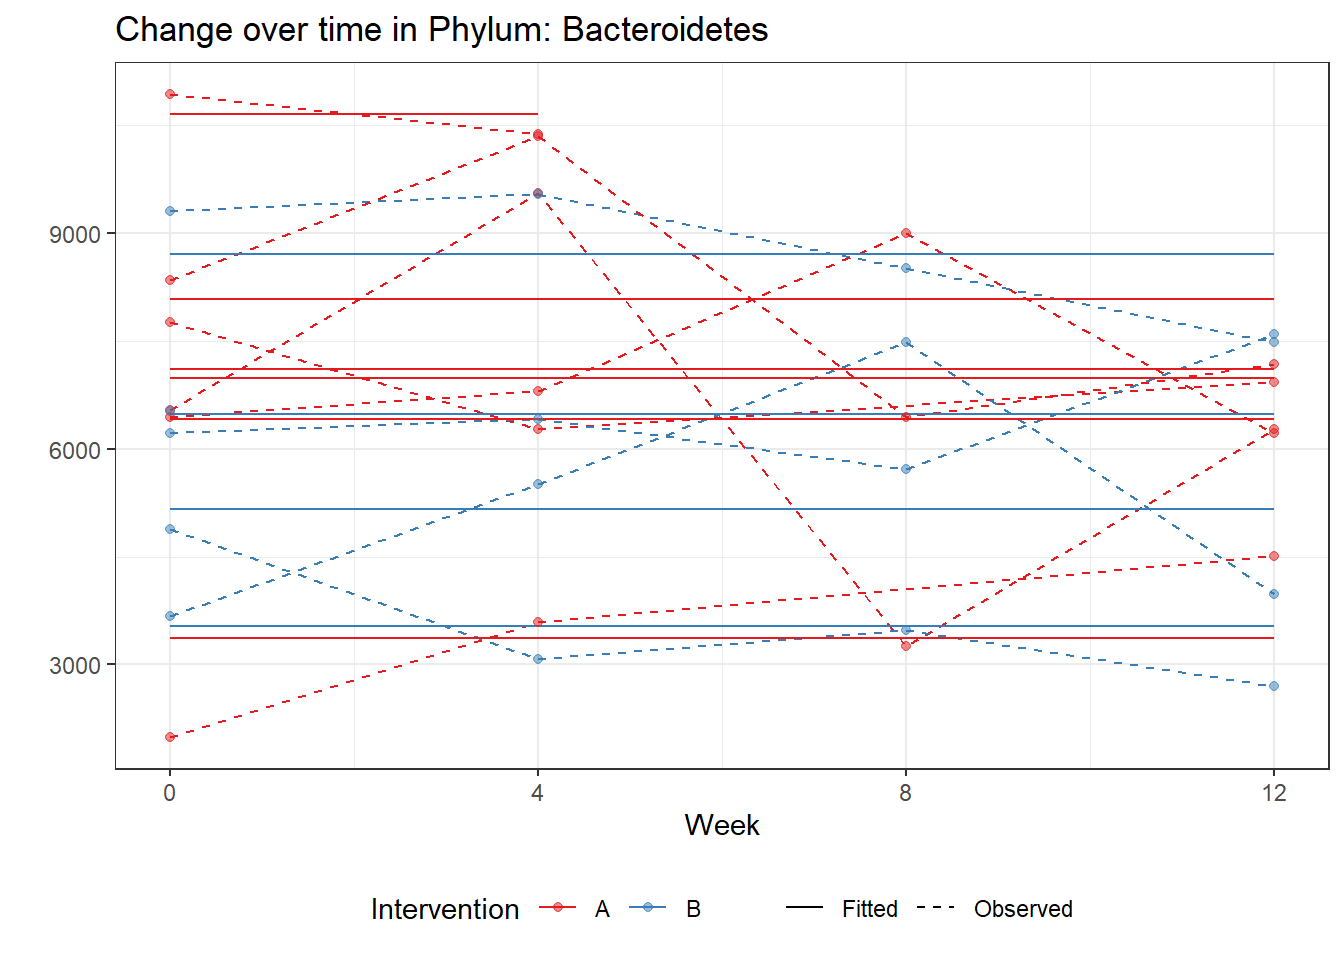 Change over time in Phylum: Bacteroidetes
9000
6000
3000
0 4 8 12
Week
Intervention A B Fitted Observed